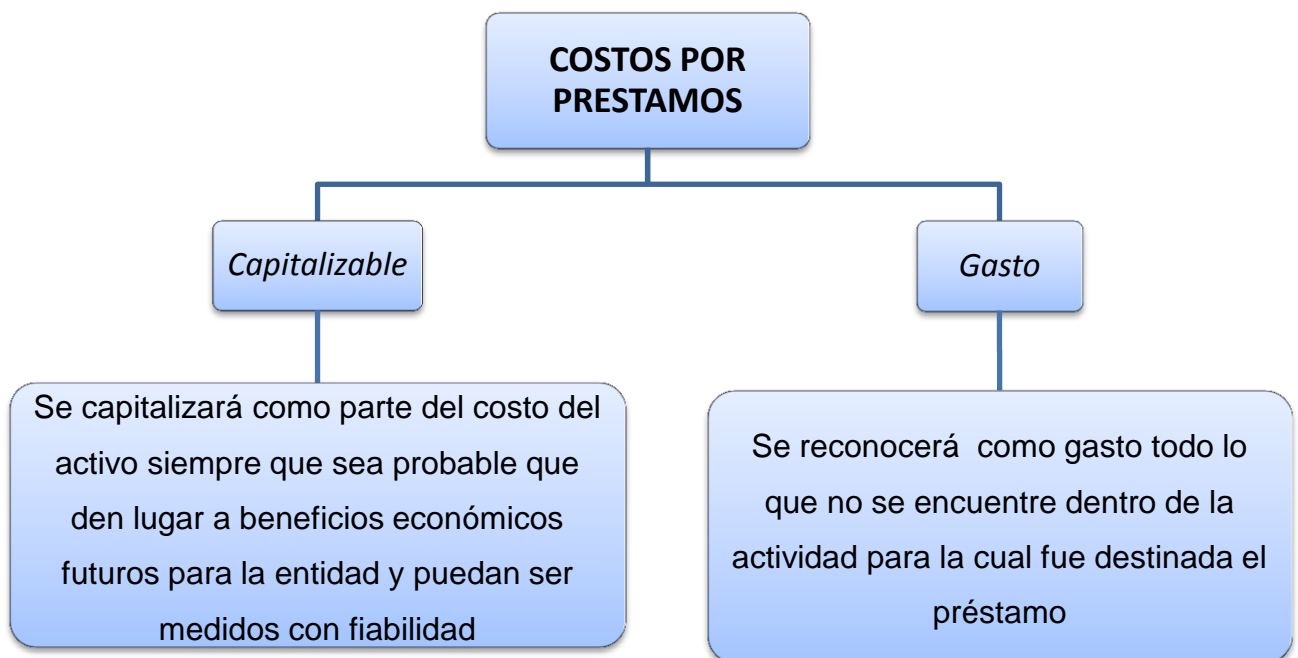 COSTOS POR
PRESTAMOS
Capitalizable
Gasto
Se capitalizará como parte del costo del
activo siempre que sea probable que
den lugar a beneficios económicos
futuros para la entidad y puedan ser
medidos con fiabilidad
Se reconocerá como gasto todo lo
que no se encuentre dentro de la
actividad para la cual fue destinada el
préstamo